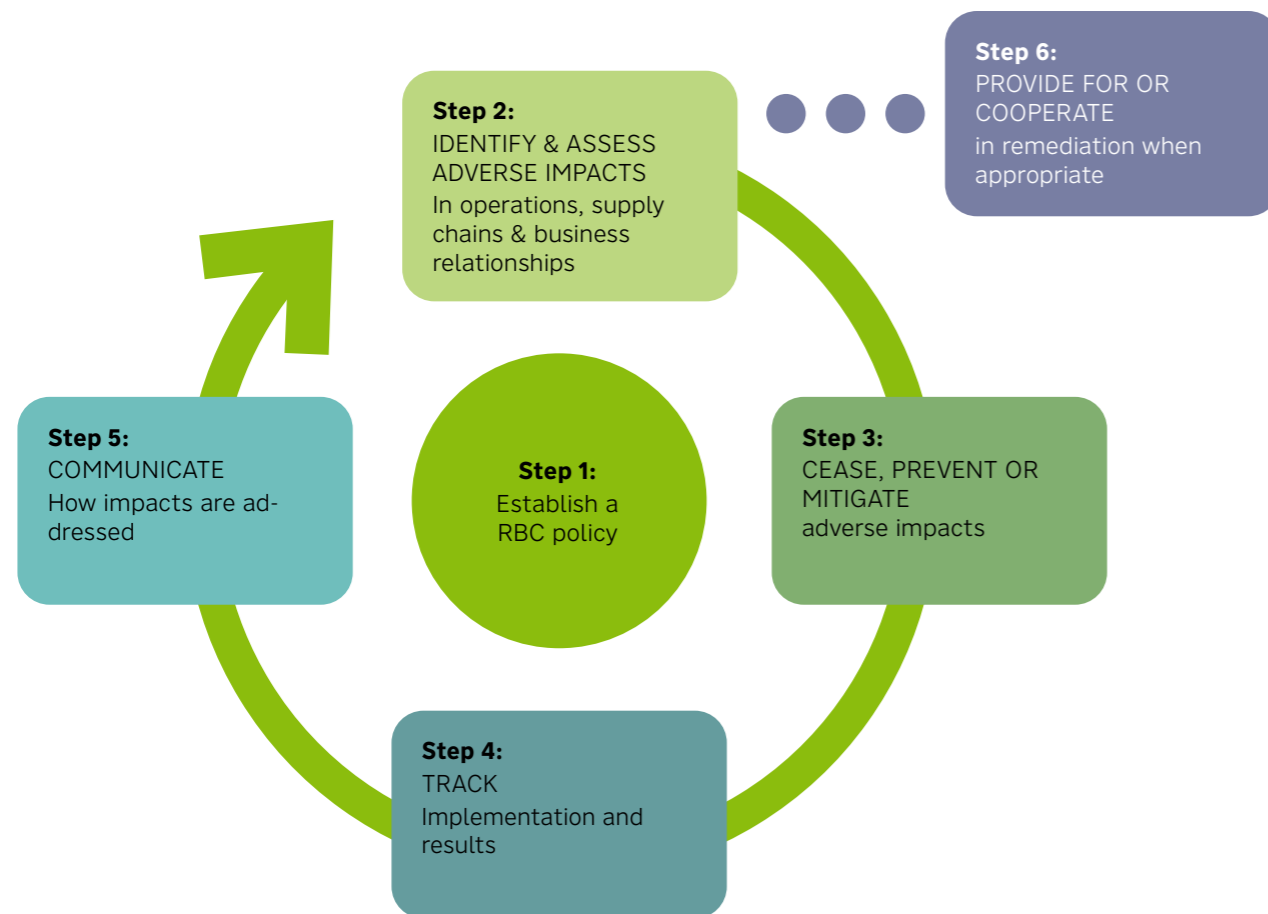 Step 1:
Establish a
RBC policy
Step 2:
IDENTIFY & ASSESS
ADVERSE IMPACTS
In operations, supply
chains & business
relationships
Step 3:
CEASE, PREVENT OR
MITIGATE
adverse impacts
Step 4:
TRACK
Implementation and
results
Step 5:
COMMUNICATE
How impacts are ad-
dressed
Step 6:
PROVIDE FOR OR
COOPERATE
in remediation when
appropriate